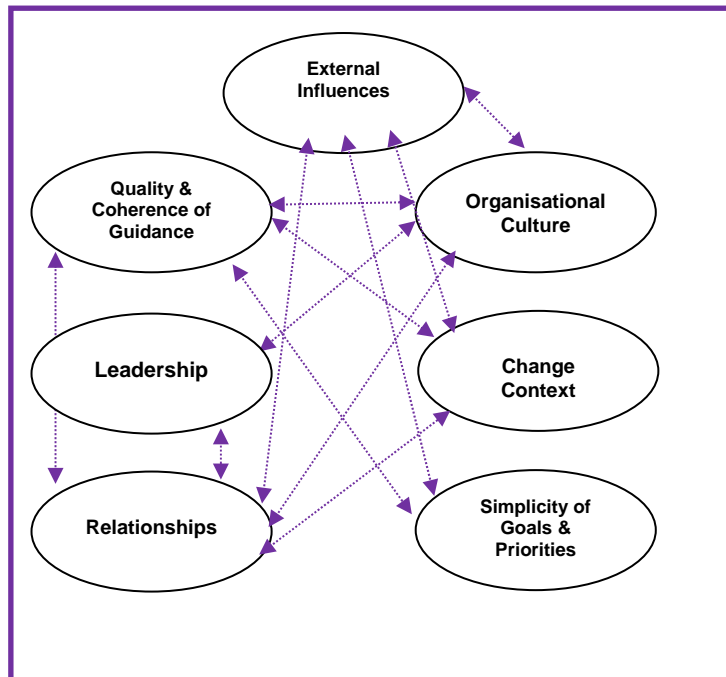 External
Influences
Quality &
Coherence of
Guidance
Organisational
Culture
Leadership
Change
Context
Relationships
Simplicity of
Goals &
Priorities